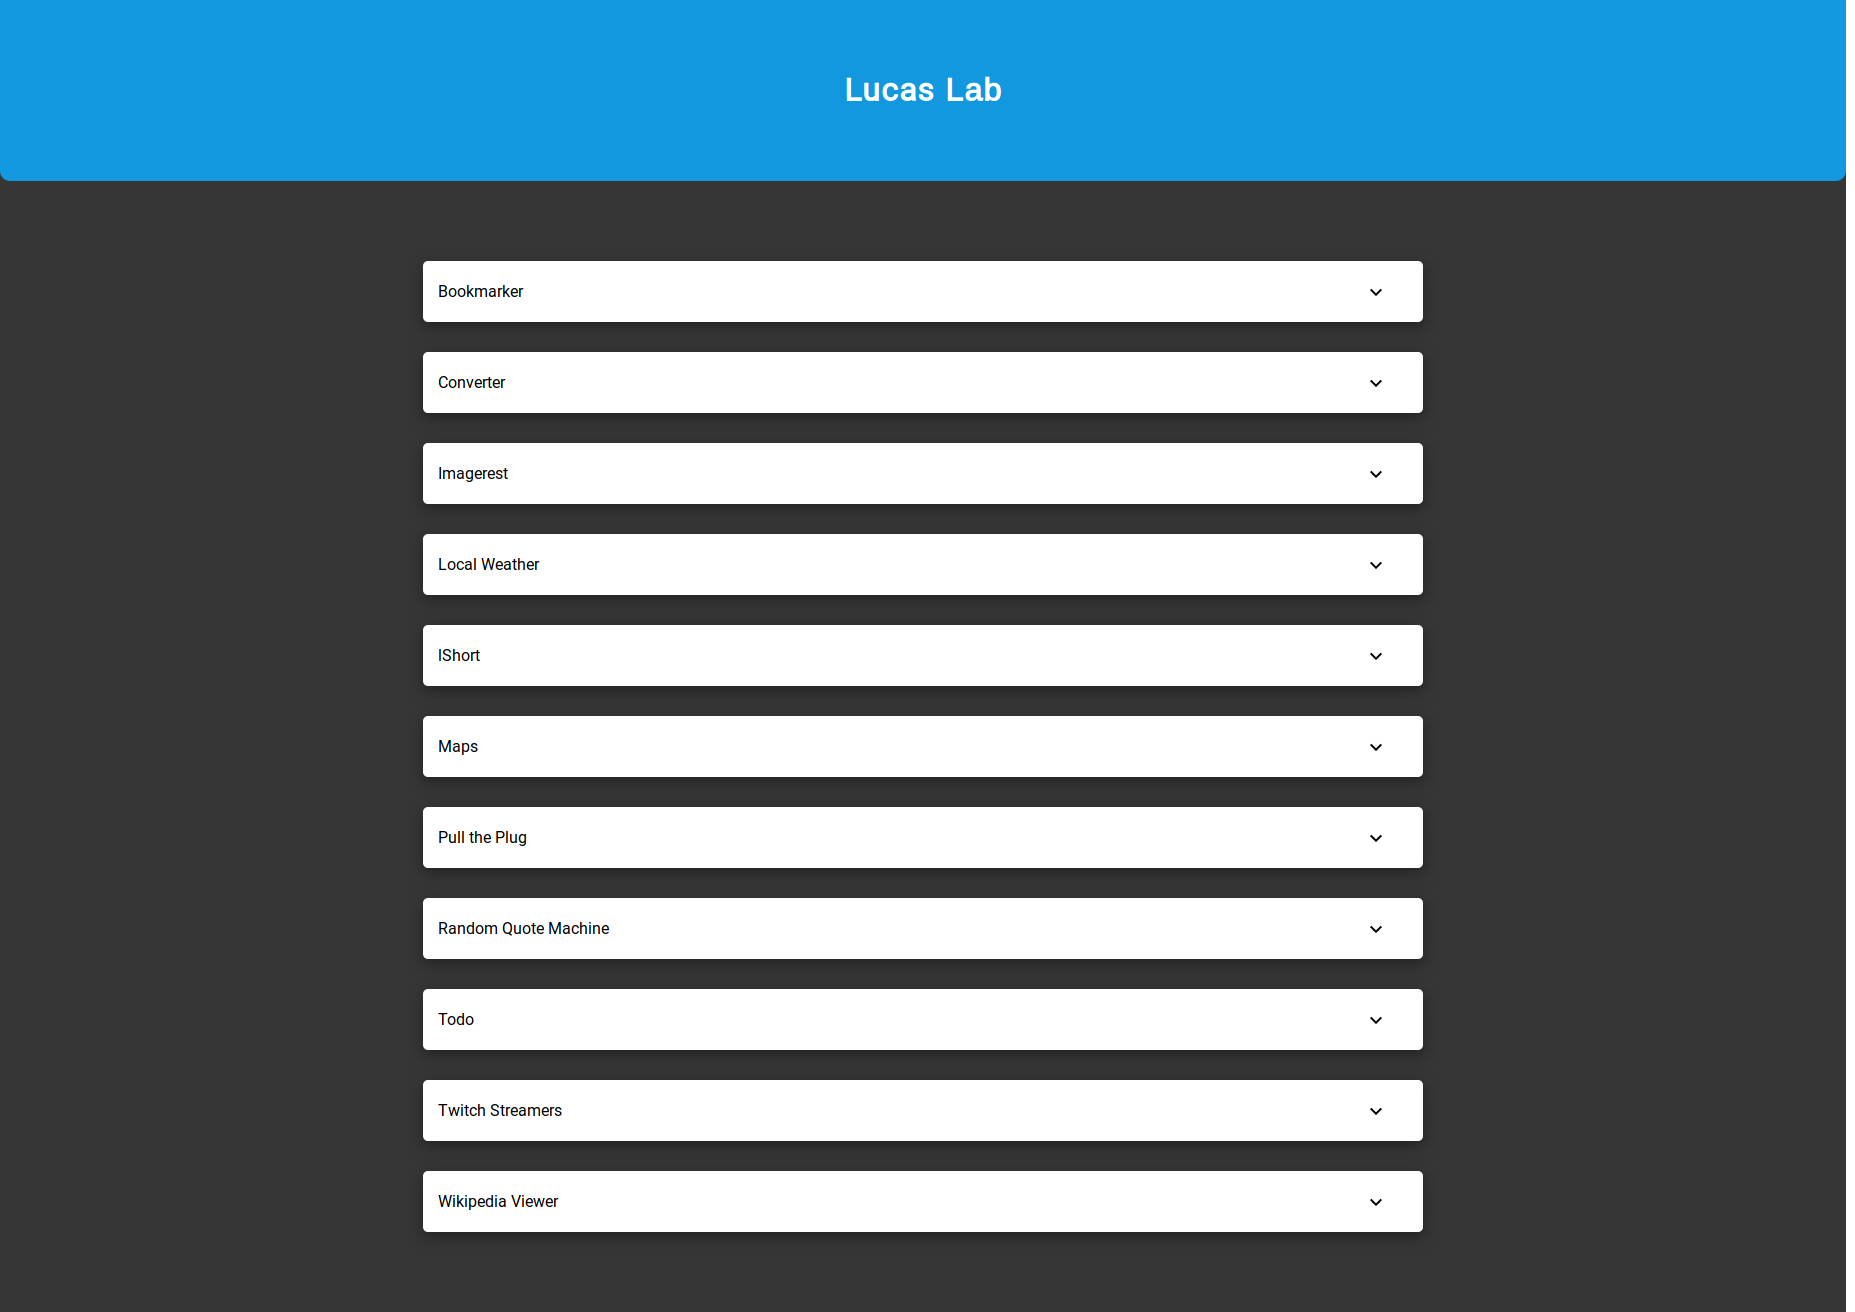 Lucas Lab
Bookmarker
Converter
Imagerest
Local Weather
IShort
Maps
Pull the Plug
Random Quote Machine
Todo
Twitch Streamers
Wikipedia Viewer